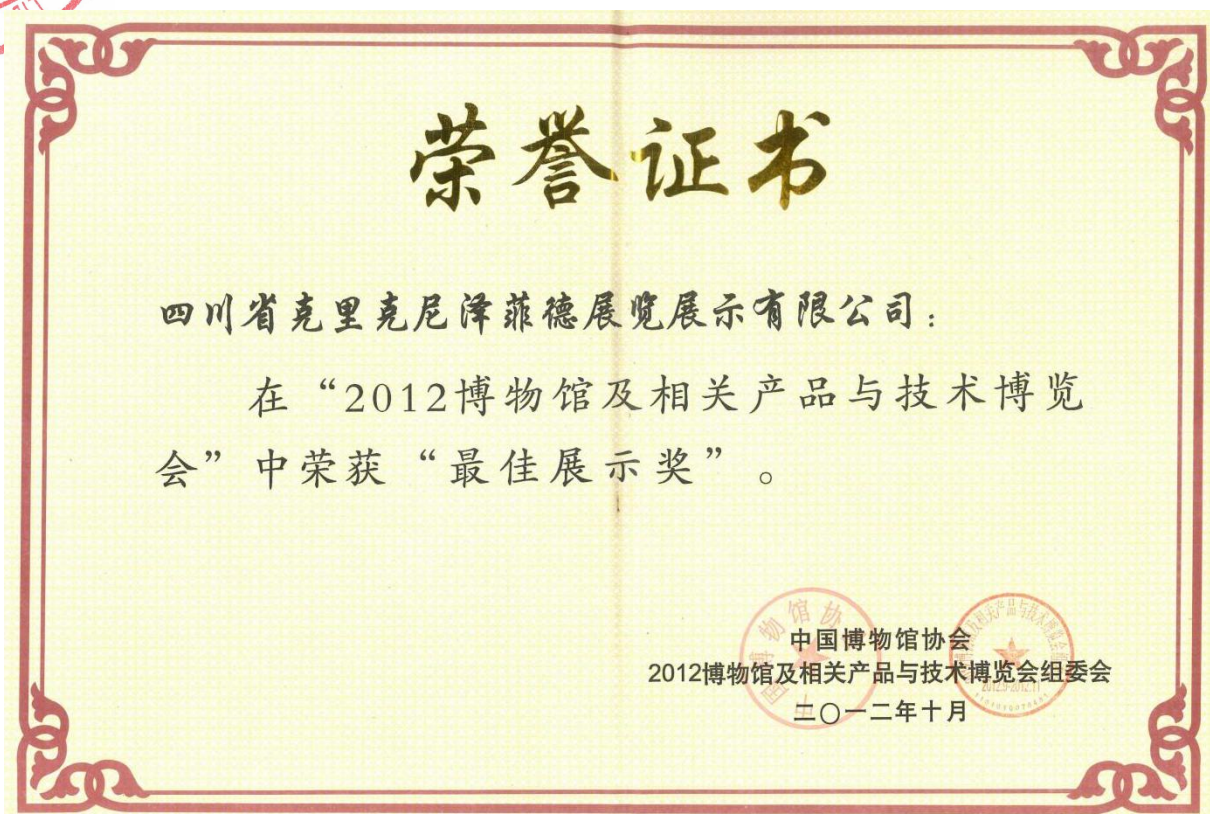 荣誉证书
四川省克里克尼泽菲德展览展示有限公司：
在“2012博物馆及相关产品与技术博览
会”中荣获“最佳展示奖”。
中国博物馆协会
2012博物馆及相关产品与技术博览会组委会
二〇一二年十月